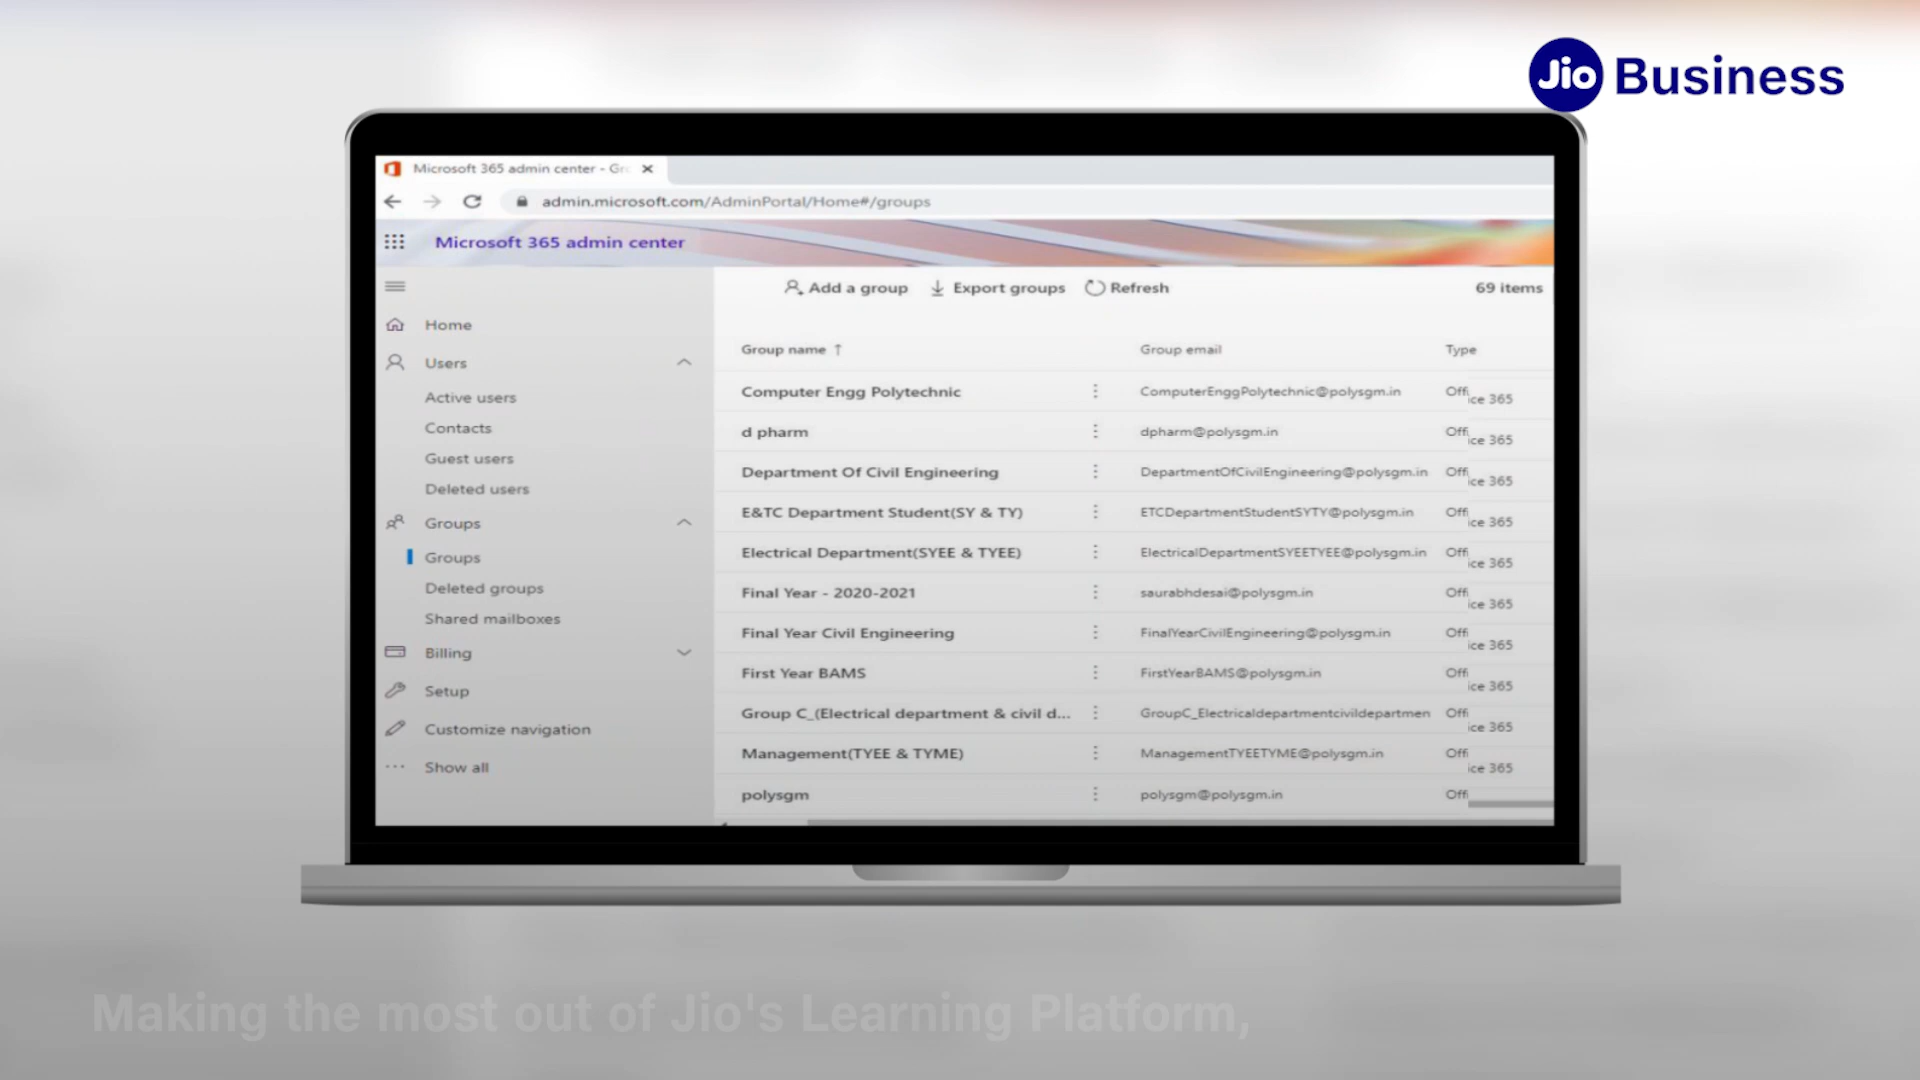 Jio Business
Microsoft 365 admin center - Gr
admin.microsoft.com/AdminPortal/Home#/groups
Microsoft 365 admin center
Add a group Export groups Refresh 69 items
Home
Users
Active users
Contacts
Guest users
Deleted users
Groups
Groups
Deleted groups
Shared mailboxes
Billing
Setup
Customize navigation
Show all
Group name ↑ Group email Type
Computer Engg Polytechnic ComputerEnggPolytechnic@polysgm.in Office 365
d pharm dpharm@polysgm.in Office 365
Department Of Civil Engineering DepartmentOfCivilEngineering@polysgm.in Office 365
E&TC Department Student(SY & TY) ETCDepartmentStudentSYTY@polysgm.in Office 365
Electrical Department(SYEE & TYEE) ElectricalDepartmentSYEETYEE@polysgm.in Office 365
Final Year - 2020-2021 saurabhdesai@polysgm.in Office 365
Final Year Civil Engineering FinalYearCivilEngineering@polysgm.in Office 365
First Year BAMS FirstYearBAMS@polysgm.in Office 365
Group C_(Electrical department & civil d... GroupC_Electricaldepartmentcivildepartmen Office 365
Management(TYEE & TYME) ManagementTYEETYME@polysgm.in Office 365
polysgm polysgm@polysgm.in Offi
Making the most out of Jio's Learning Platform,